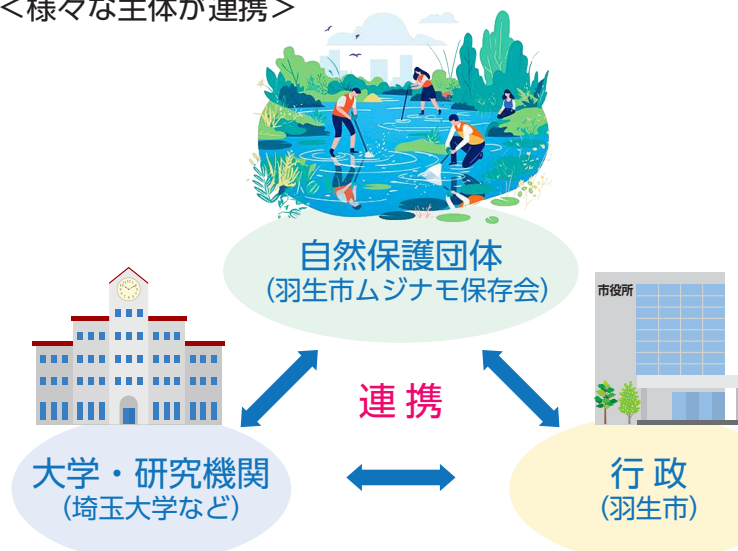 ＜様々な主体が連携＞
自然保護団体
（羽生市ムジナモ保存会）
市役所
連 携
大学・研究機関
（埼玉大学など）
行 政
（羽生市）